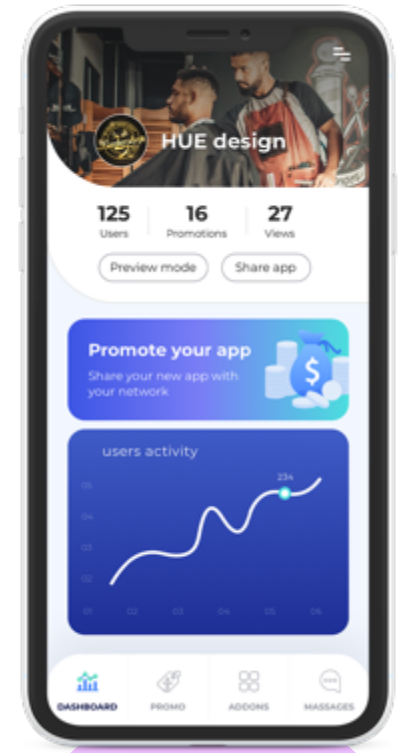 HUE design
125 16 27
Users Promotions Views
Preview mode Share app
Promote your app
Share your new app with
your network
$
users activity
234
05
04
03
02
01 02 03 04 05 06
DASHBOARD PROMO ADDONS MASSAGES